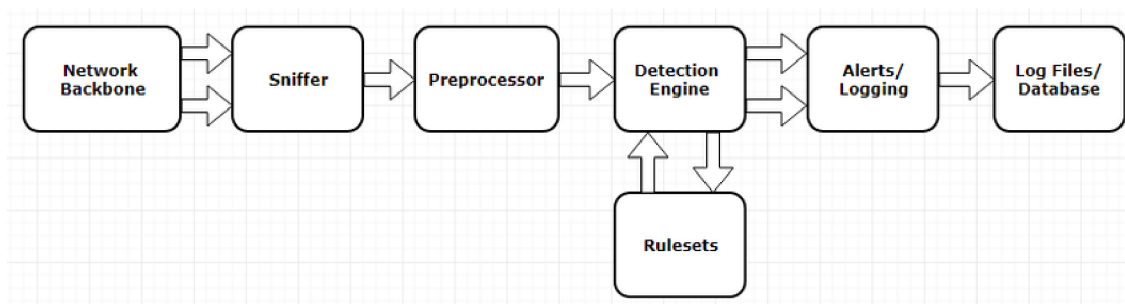 Network
Backbone
Sniffer
Preprocessor
Detection
Engine
Alerts/
Logging
Log Files/
Database
Rulesets